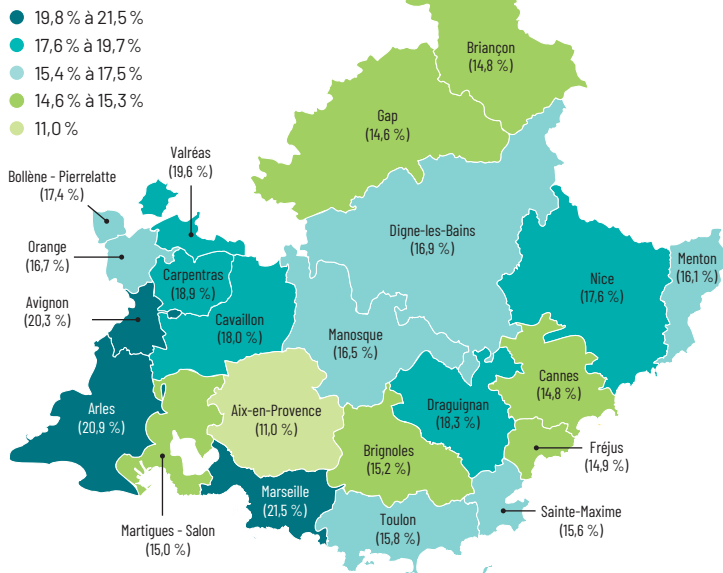 19,8 % à 21,5 %
17,6 % à 19,7 %
15,4 % à 17,5 %
14,6 % à 15,3 %
11,0 %
Briançon
(14,8 %)
Gap
(14,6 %)
Valréas
(19,6 %)
Bollène - Pierrelatte
(17,4 %)
Orange
(16,7 %)
Avignon
(20,3 %)
Carpentras
(18,9 %)
Cavaillon
(18,0 %)
Digne-les-Bains
(16,9 %)
Nice
(17,6 %)
Menton
(16,1 %)
Manosque
(16,5 %)
Arles
(20,9 %)
Aix-en-Provence
(11,0 %)
Draguignan
(18,3 %)
Cannes
(14,8 %)
Brignoles
(15,2 %)
Fréjus
(14,9 %)
Marseille
(21,5 %)
Martigues - Salon
(15,0 %)
Toulon
(15,8 %)
Sainte-Maxime
(15,6 %)